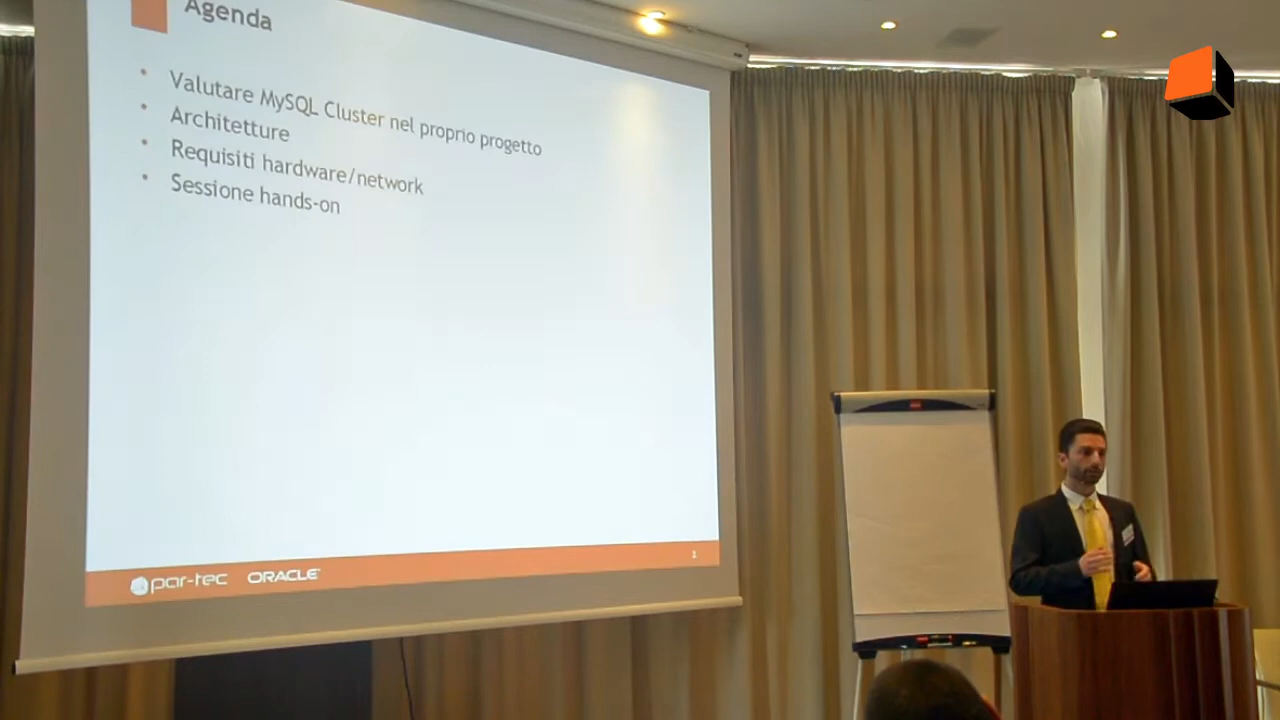 Agenda
• Valutare MySQL Cluster nel proprio progetto
• Architetture
• Requisiti hardware/network
• Sessione hands-on
par-tec ORACLE